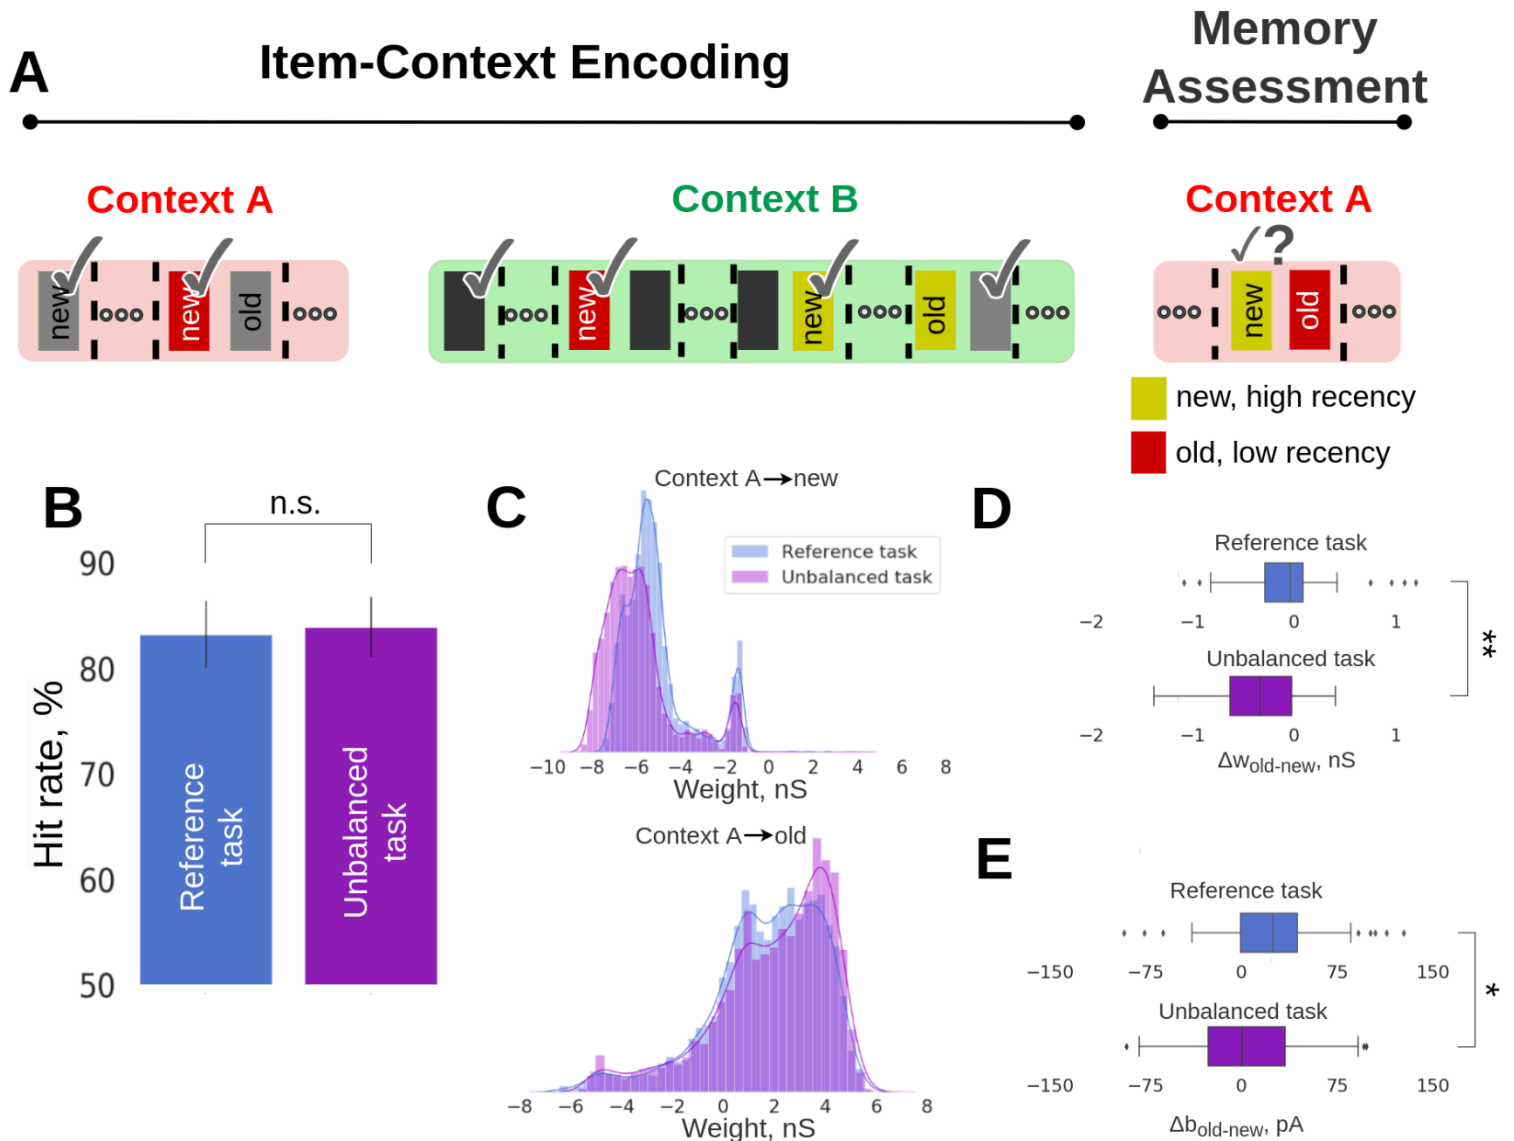 A
Item-Context Encoding
Memory
Assessment
Context A
Context B
Context A
new
new
old
new
new
old
✓?
new
old
new, high recency
old, low recency
B
n.s.
90
80
70
60
50
Hit rate, %
Reference
task
Unbalanced
task
C
Context A→new
Reference task
Unbalanced task
−10 −8 −6 −4 −2 0 2 4 6 8
Weight, nS
Context A→old
−8 −6 −4 −2 0 2 4 6 8
Weight, nS
D
Reference task
−2 −1 0 1
Unbalanced task
−2 −1 0 1
Δwold-new, nS
**
E
Reference task
−150 −75 0 75 150
Unbalanced task
−150 −75 0 75 150
Δbold-new, pA
*